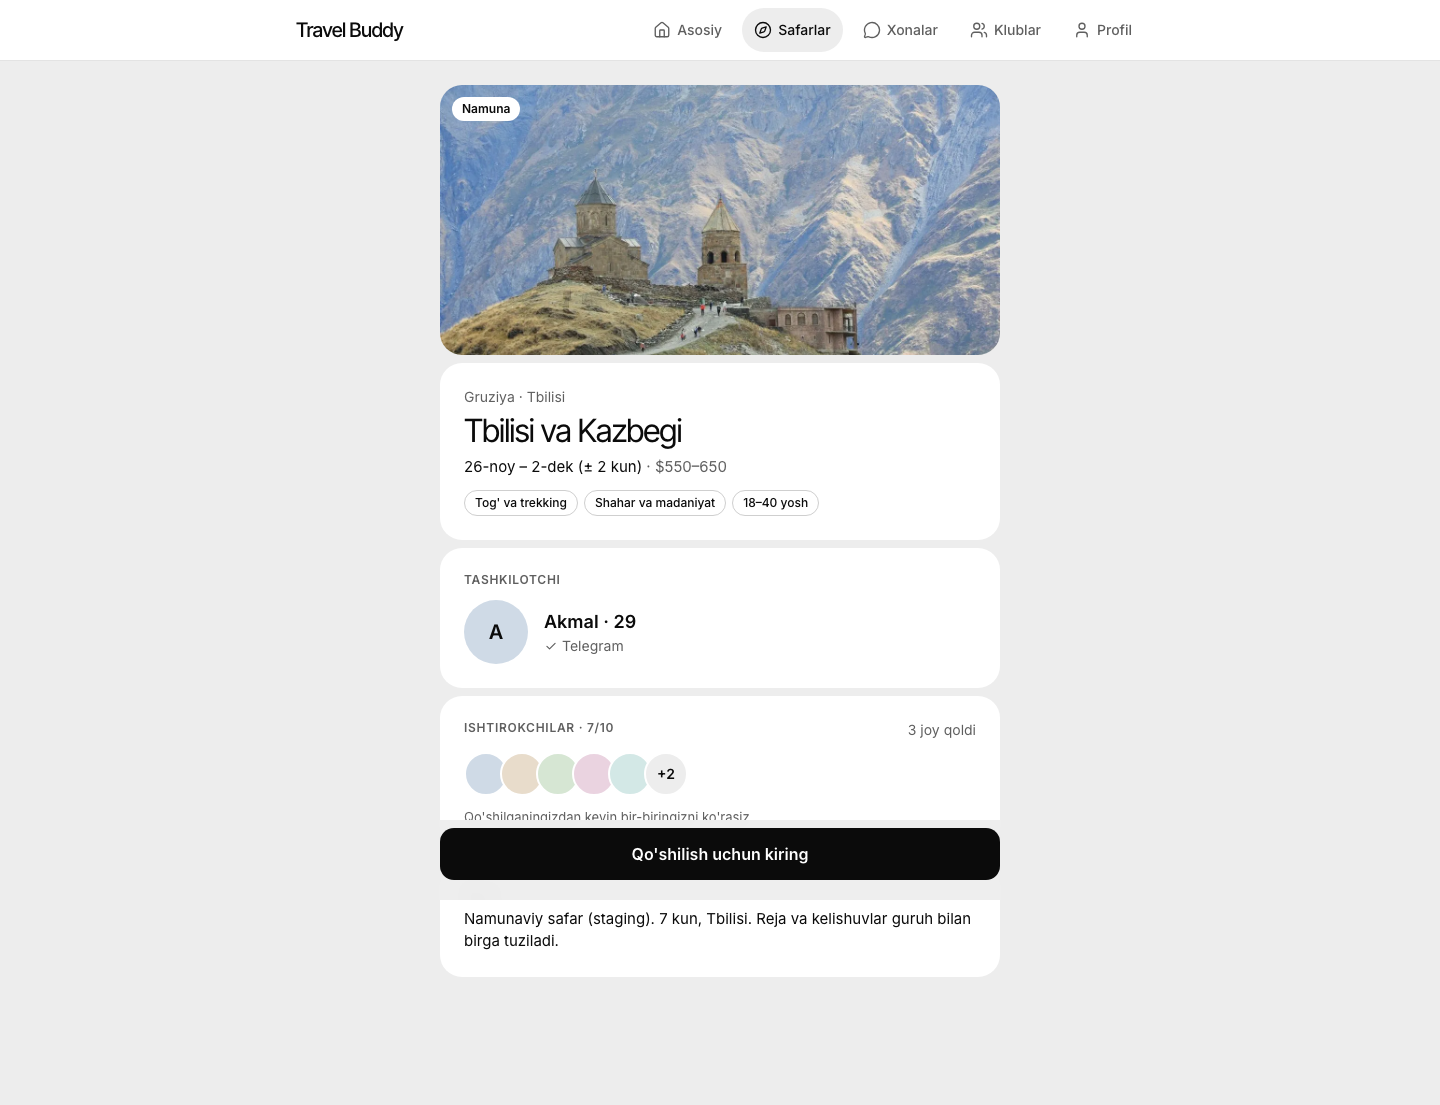 Travel Buddy
Asosiy
Safarlar
Xonalar
Klublar
Profil
Namuna
Gruziya · Tbilisi
Tbilisi va Kazbegi
26-noy – 2-dek (± 2 kun) · $550–650
Tog' va trekking
Shahar va madaniyat
18–40 yosh
TASHKILOTCHI
A
Akmal · 29
Telegram
ISHTIROKCHILAR · 7/10
3 joy qoldi
+2
Qo'shilganingizdan keyin bir-biringizni ko'rasiz
Qo'shilish uchun kiring
Namunaviy safar (staging). 7 kun, Tbilisi. Reja va kelishuvlar guruh bilan
birga tuziladi.